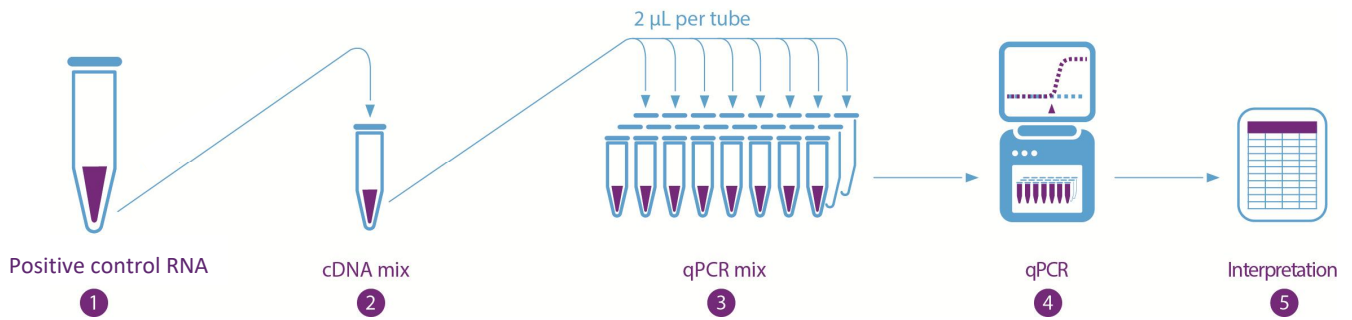 2 µL per tube
Positive control RNA
cDNA mix
qPCR mix
qPCR
Interpretation
1
2
3
4
5